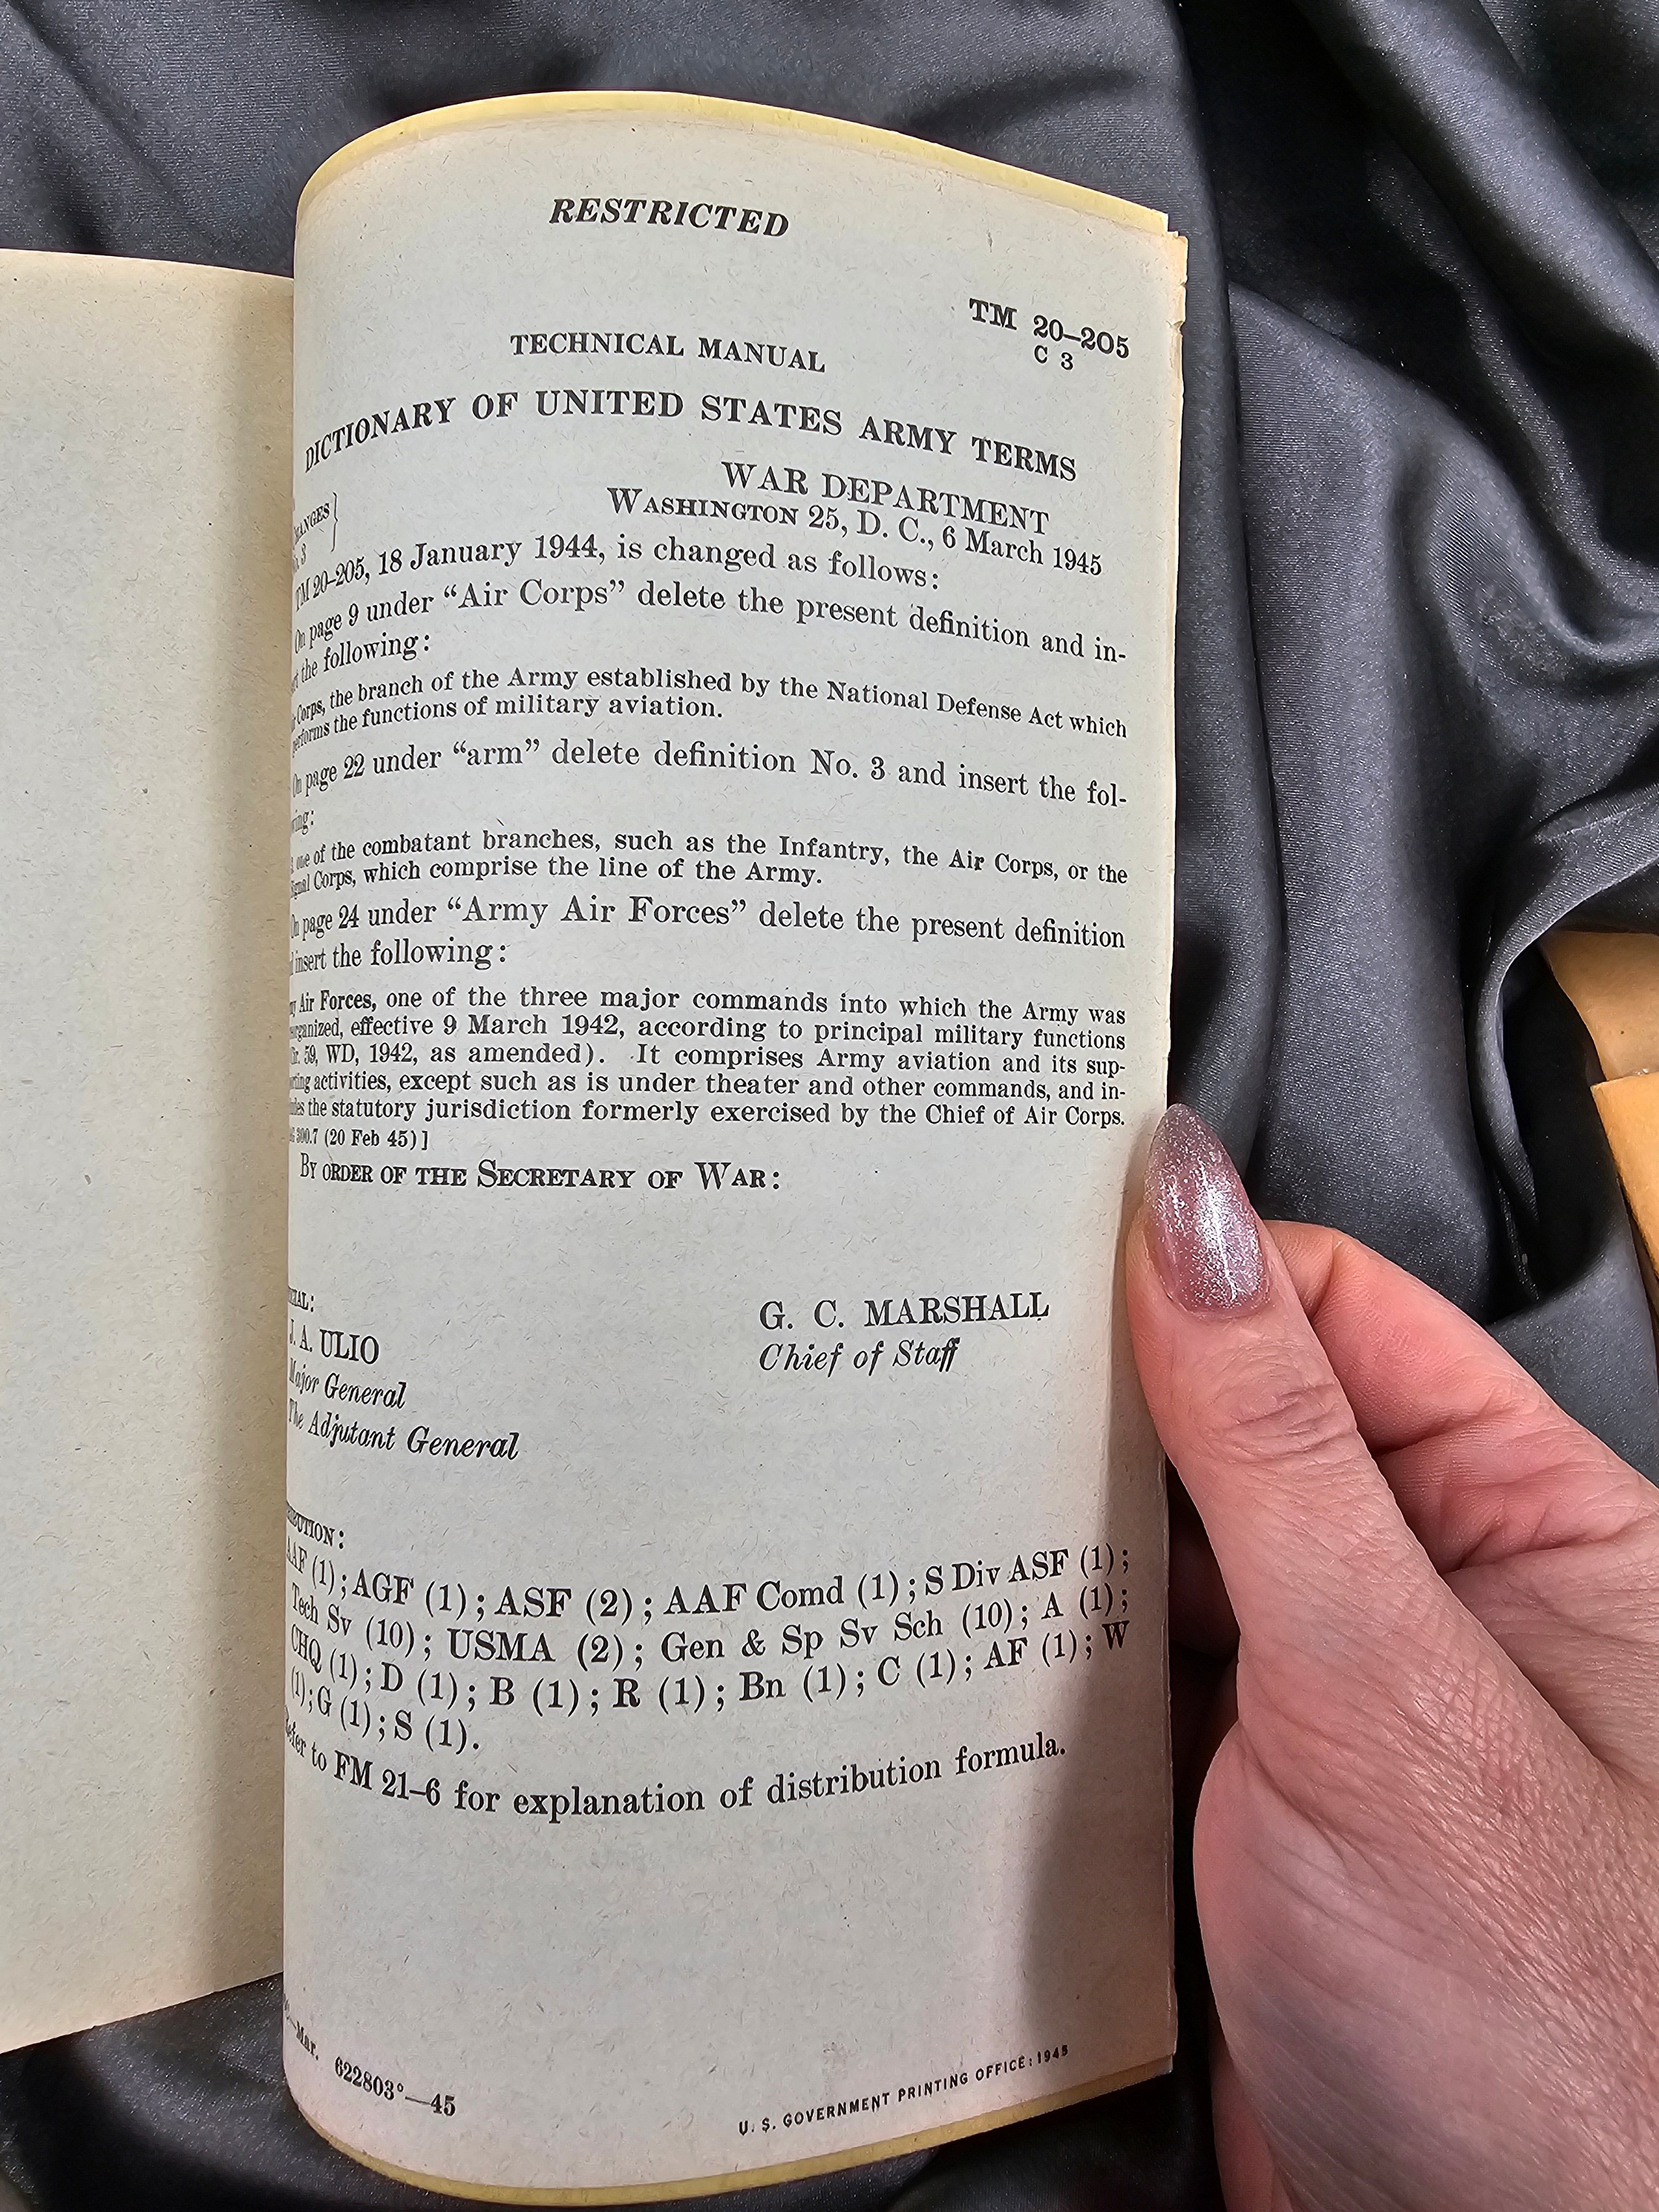 RESTRICTED
TM 20–205
C 3
TECHNICAL MANUAL
DICTIONARY OF UNITED STATES ARMY TERMS
WAR DEPARTMENT
WASHINGTON 25, D. C., 6 March 1945
3
TM 20–205, 18 January 1944, is changed as follows:
On page 9 under “Air Corps” delete the present definition and in-
the following:
Corps, the branch of the Army established by the National Defense Act which
performs the functions of military aviation.
On page 22 under “arm” delete definition No. 3 and insert the fol-
one of the combatant branches, such as the Infantry, the Air Corps, or the
Signal Corps, which comprise the line of the Army.
On page 24 under “Army Air Forces” delete the present definition
insert the following:
Air Forces, one of the three major commands into which the Army was
effective 9 March 1942, according to principal military functions
59, WD, 1942, as amended). It comprises Army aviation and its sup-
activities, except such as is under theater and other commands, and in-
the statutory jurisdiction formerly exercised by the Chief of Air Corps.
300.7 (20 Feb 45)]
BY ORDER OF THE SECRETARY OF WAR:
G. C. MARSHALL
Chief of Staff
J. A. ULIO
Major General
The Adjutant General
AAF (1); AGF (1); ASF (2); AAF Comd (1); S Div ASF (1);
Tech Sv (10); USMA (2); Gen & Sp Sv Sch (10); A (1);
CHQ (1); D (1); B (1); R (1); Bn (1); C (1); AF (1); W
(1); G (1); S (1).
Refer to FM 21–6 for explanation of distribution formula.
Mar. 622803°—45
U. S. GOVERNMENT PRINTING OFFICE: 1945